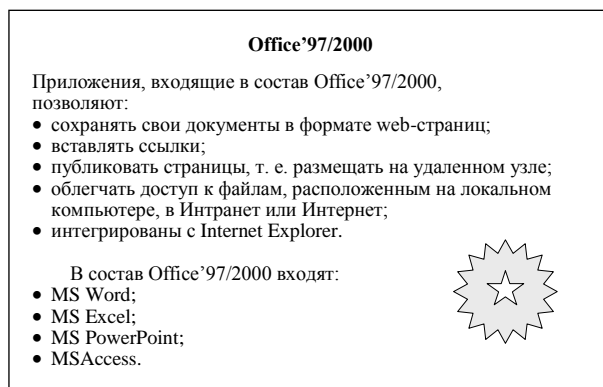 Office’97/2000
Приложения, входящие в состав Office’97/2000,
позволяют:
• сохранять свои документы в формате web-страниц;
• вставлять ссылки;
• публиковать страницы, т. е. размещать на удаленном узле;
• облегчать доступ к файлам, расположенным на локальном
компьютере, в Интранет или Интернет;
• интегрированы с Internet Explorer.
В состав Office’97/2000 входят:
• MS Word;
• MS Excel;
• MS PowerPoint;
• MSAccess.